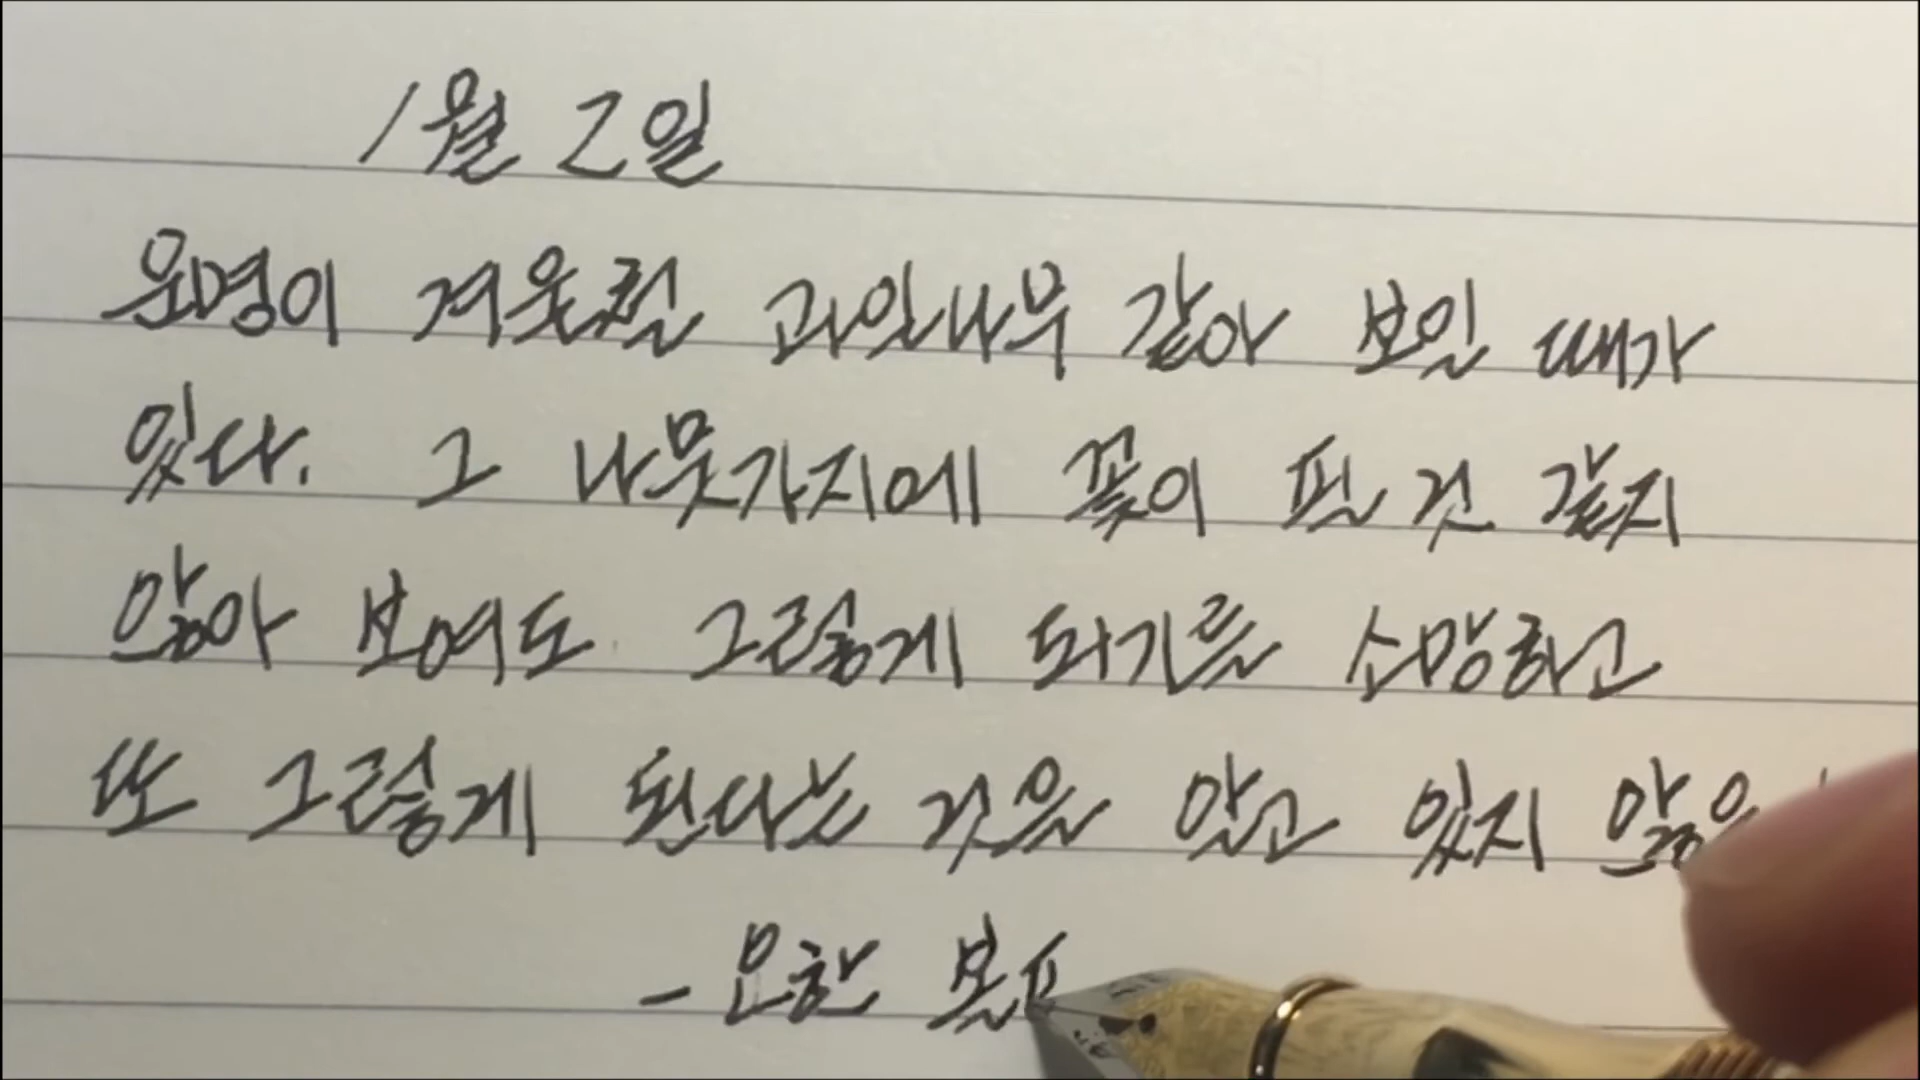 1월 2일
운명이 겨울철 과일나무 같아 보인 때가
있다. 그 나뭇가지에 꽃이 핀 것 같지
않아 보여도 그렇게 되기를 소망하고
또 그렇게 된다는 것을 알고 있지 않은
- 요한 볼프